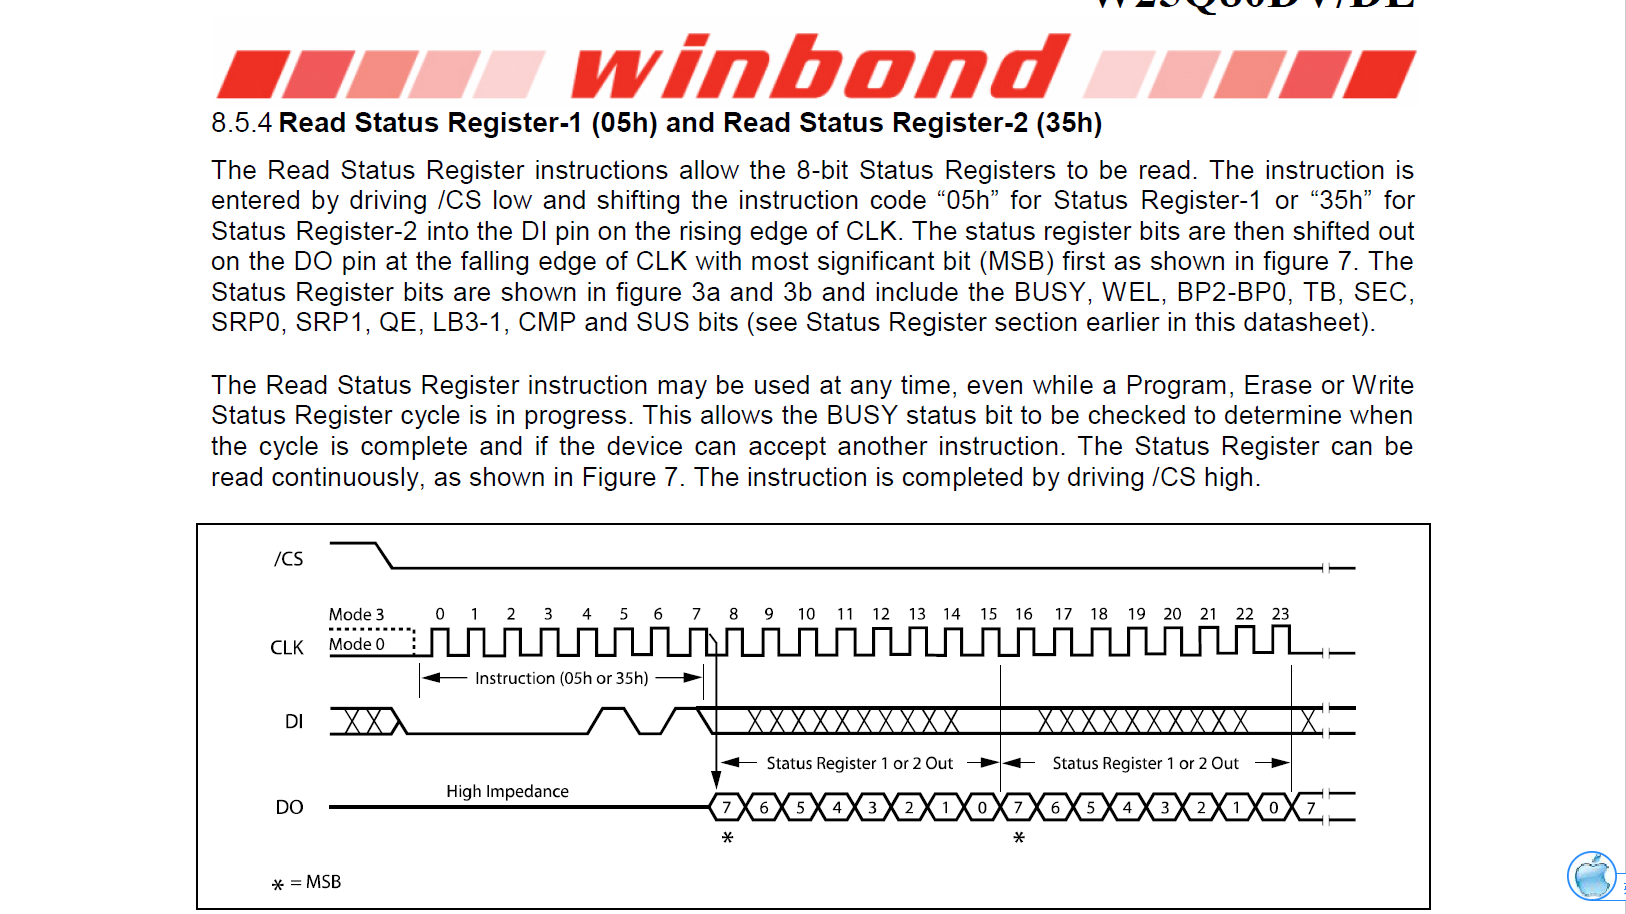 winbond
8.5.4 Read Status Register-1 (05h) and Read Status Register-2 (35h)
The Read Status Register instructions allow the 8-bit Status Registers to be read. The instruction is
entered by driving /CS low and shifting the instruction code “05h” for Status Register-1 or “35h” for
Status Register-2 into the DI pin on the rising edge of CLK. The status register bits are then shifted out
on the DO pin at the falling edge of CLK with most significant bit (MSB) first as shown in figure 7. The
Status Register bits are shown in figure 3a and 3b and include the BUSY, WEL, BP2-BP0, TB, SEC,
SRP0, SRP1, QE, LB3-1, CMP and SUS bits (see Status Register section earlier in this datasheet).
The Read Status Register instruction may be used at any time, even while a Program, Erase or Write
Status Register cycle is in progress. This allows the BUSY status bit to be checked to determine when
the cycle is complete and if the device can accept another instruction. The Status Register can be
read continuously, as shown in Figure 7. The instruction is completed by driving /CS high.
/CS
Mode 3 0 1 2 3 4 5 6 7 8 9 10 11 12 13 14 15 16 17 18 19 20 21 22 23
CLK Mode 0
Instruction (05h or 35h)
DI
Status Register 1 or 2 Out Status Register 1 or 2 Out
High Impedance
DO 7 6 5 4 3 2 1 0 7 6 5 4 3 2 1 0 7
* *
* = MSB